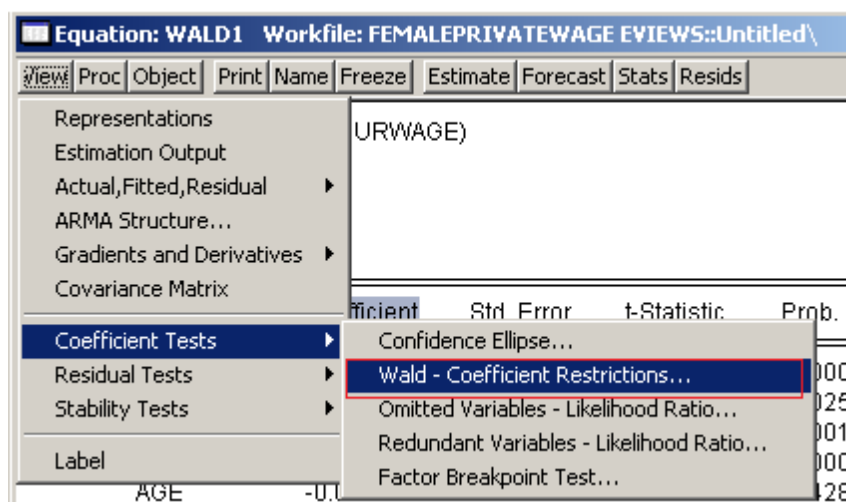 Equation: WALD1 Workfile: FEMALEPRIVATEWAGE EVIEWS::Untitled\
View Proc Object Print Name Freeze Estimate Forecast Stats Resids
Representations
URWAGE)
Estimation Output
Actual,Fitted,Residual
ARMA Structure...
Gradients and Derivatives
Covariance Matrix
fficient Std. Error t-Statistic Prob.
Coefficient Tests
Confidence Ellipse...
Residual Tests
Wald - Coefficient Restrictions...
Stability Tests
Omitted Variables - Likelihood Ratio...
Redundant Variables - Likelihood Ratio...
Label
Factor Breakpoint Test...
AGE